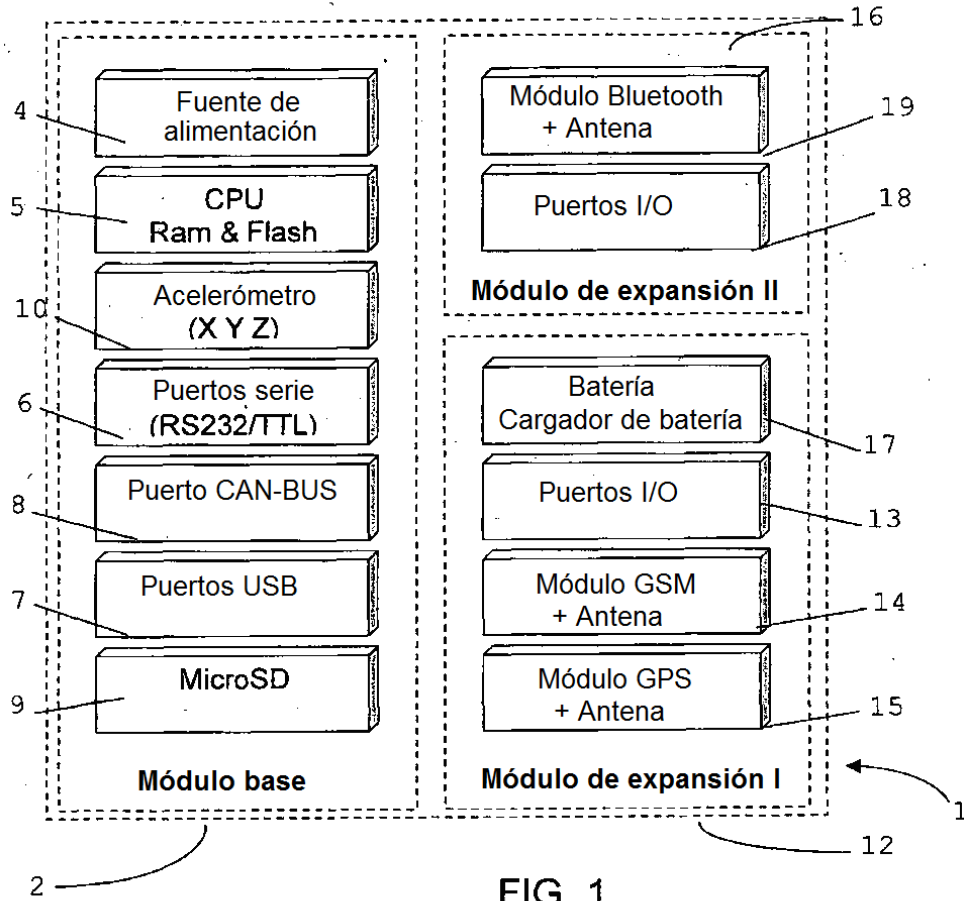 16
4
Fuente de
alimentación
5
CPU
Ram & Flash
10
Acelerómetro
(X Y Z)
6
Puertos serie
(RS232/TTL)
8
Puerto CAN-BUS
7
Puertos USB
9
MicroSD
Módulo base
2
Módulo Bluetooth
+ Antena
19
Puertos I/O
18
Módulo de expansión II
Batería
Cargador de batería
17
Puertos I/O
13
Módulo GSM
+ Antena
14
Módulo GPS
+ Antena
15
Módulo de expansión I
1
12
FIG. 1